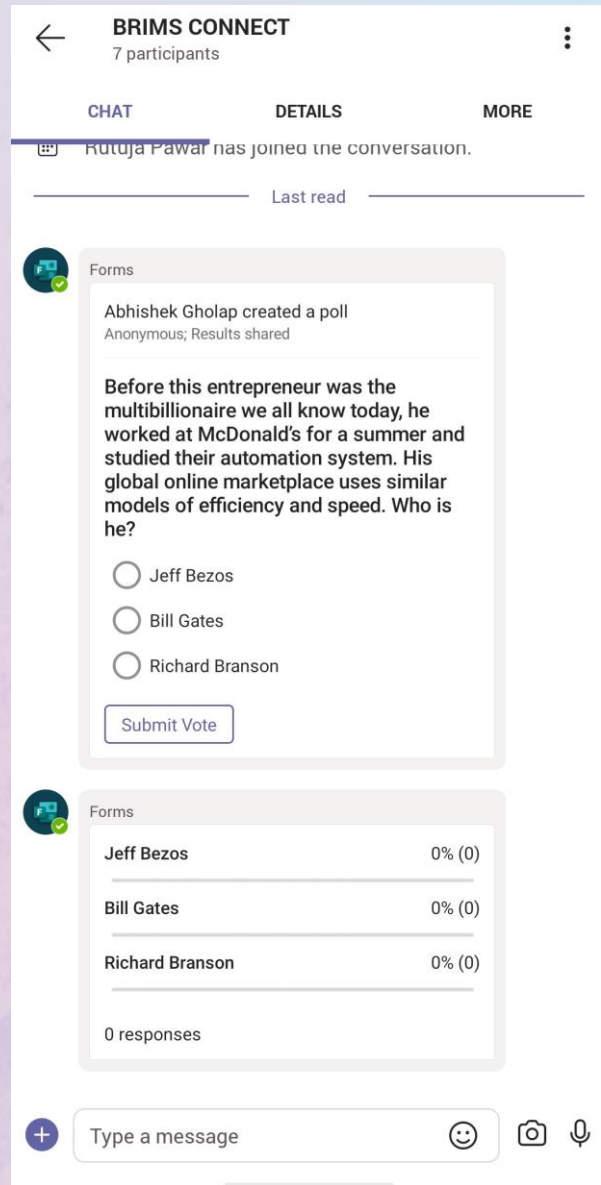 BRIMS CONNECT
7 participants
CHAT DETAILS MORE
Rutuja Pawar has joined the conversation.
Last read
Forms
Abhishek Gholap created a poll
Anonymous; Results shared
Before this entrepreneur was the
multibillionaire we all know today, he
worked at McDonald's for a summer and
studied their automation system. His
global online marketplace uses similar
models of efficiency and speed. Who is
he?
Jeff Bezos
Bill Gates
Richard Branson
Submit Vote
Forms
Jeff Bezos 0% (0)
Bill Gates 0% (0)
Richard Branson 0% (0)
0 responses
Type a message